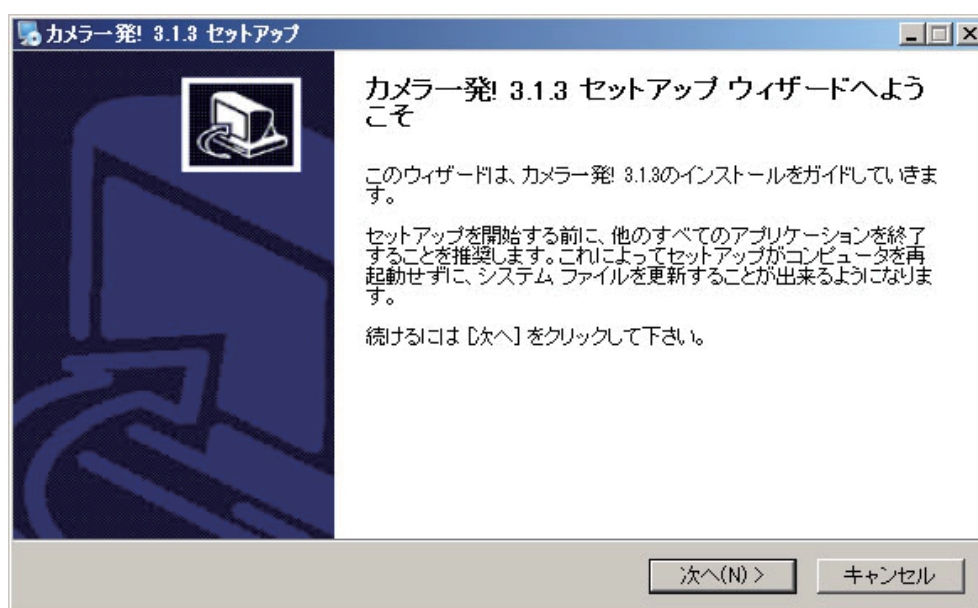 カメラ一発! 3.1.3 セットアップ
カメラ一発! 3.1.3 セットアップ ウィザードへよう
こそ
このウィザードは、カメラ一発! 3.1.3のインストールをガイドしていきま
す。
セットアップを開始する前に、他のすべてのアプリケーションを終了
することを推奨します。これによってセットアップがコンピュータを再
起動せずに、システム ファイルを更新することが出来るようになりま
す。
続けるには [次へ] をクリックして下さい。
次へ(N) >
キャンセル